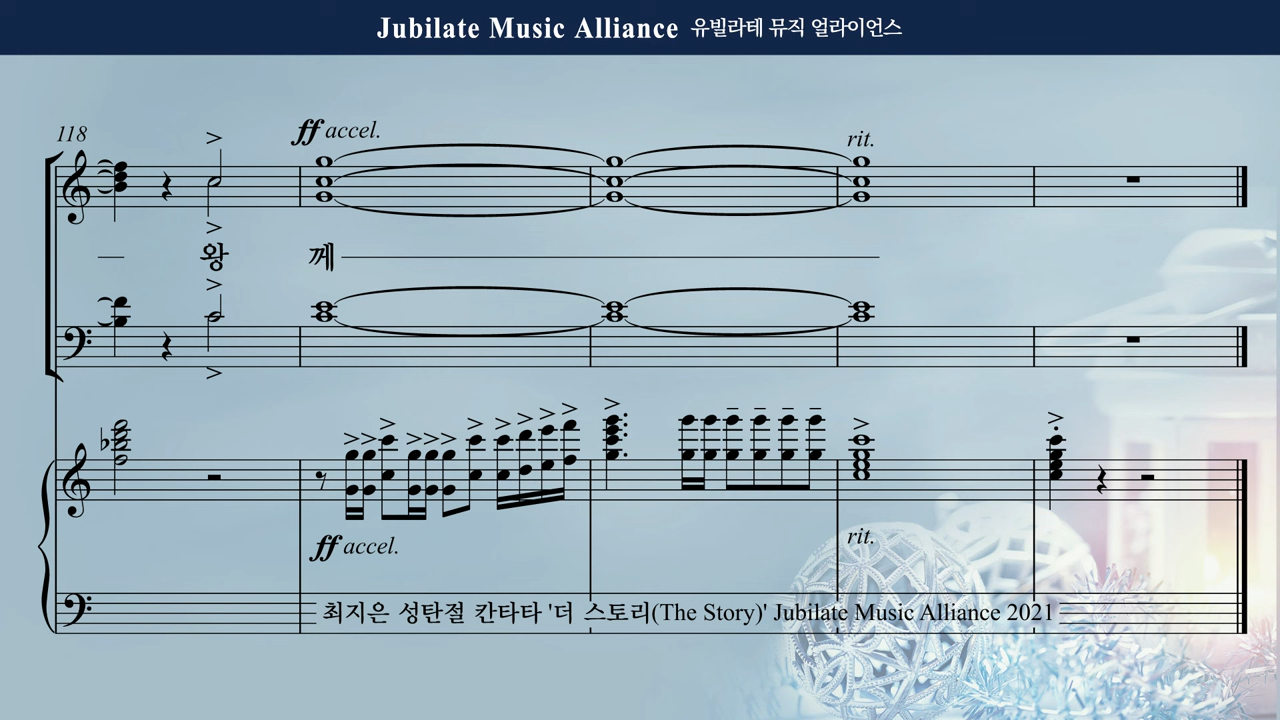 Jubilate Music Alliance 유빌라테 뮤직 얼라이언스
118
ff accel.
rit.
왕 께
ff accel.
rit.
최지은 성탄절 칸타타 '더 스토리(The Story)' Jubilate Music Alliance 2021